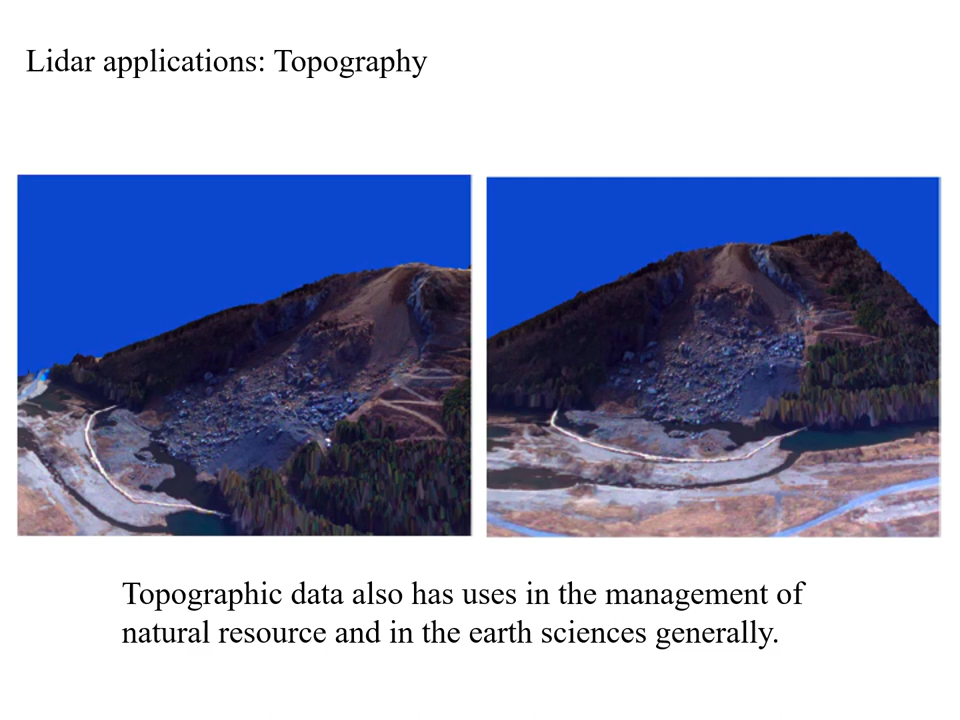 Lidar applications: Topography
Topographic data also has uses in the management of
natural resource and in the earth sciences generally.